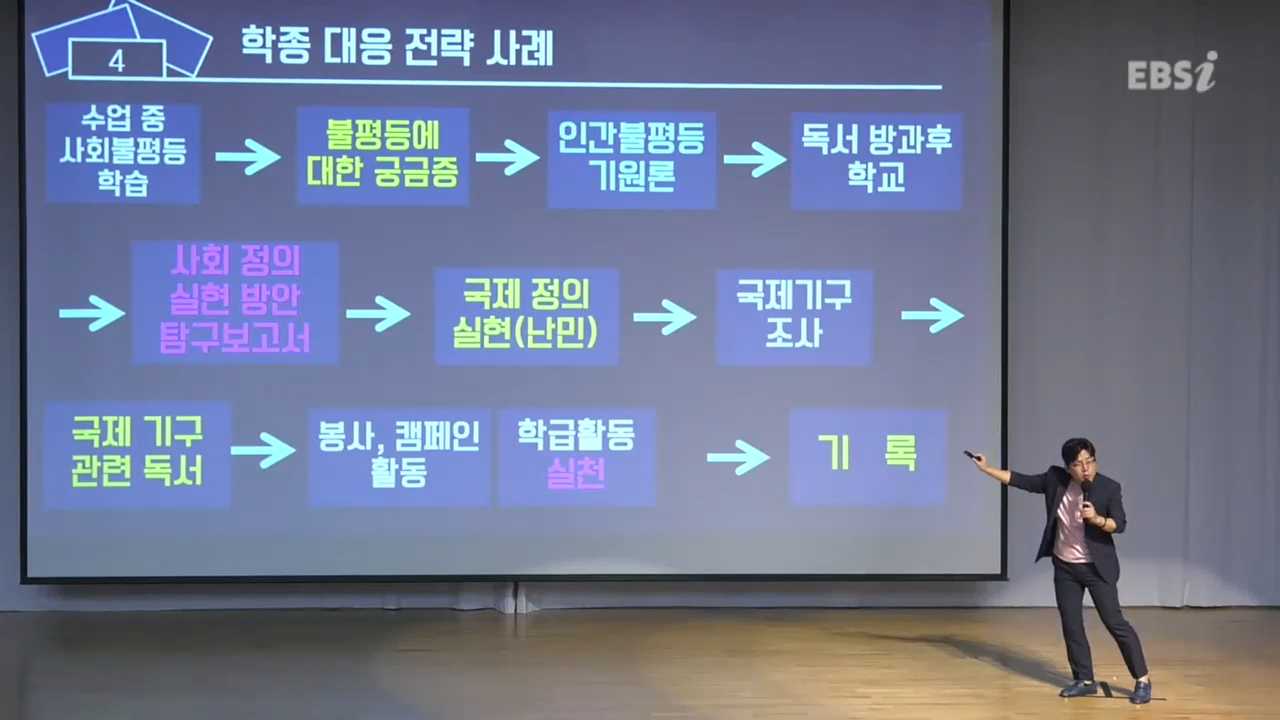 4
학종 대응 전략 사례
EBSi
수업 중
사회불평등
학습
불평등에
대한 궁금증
인간불평등
기원론
독서 방과후
학교
사회 정의
실현 방안
탐구보고서
국제 정의
실현(난민)
국제기구
조사
국제 기구
관련 독서
봉사, 캠페인
활동
학급활동
실천
기 록